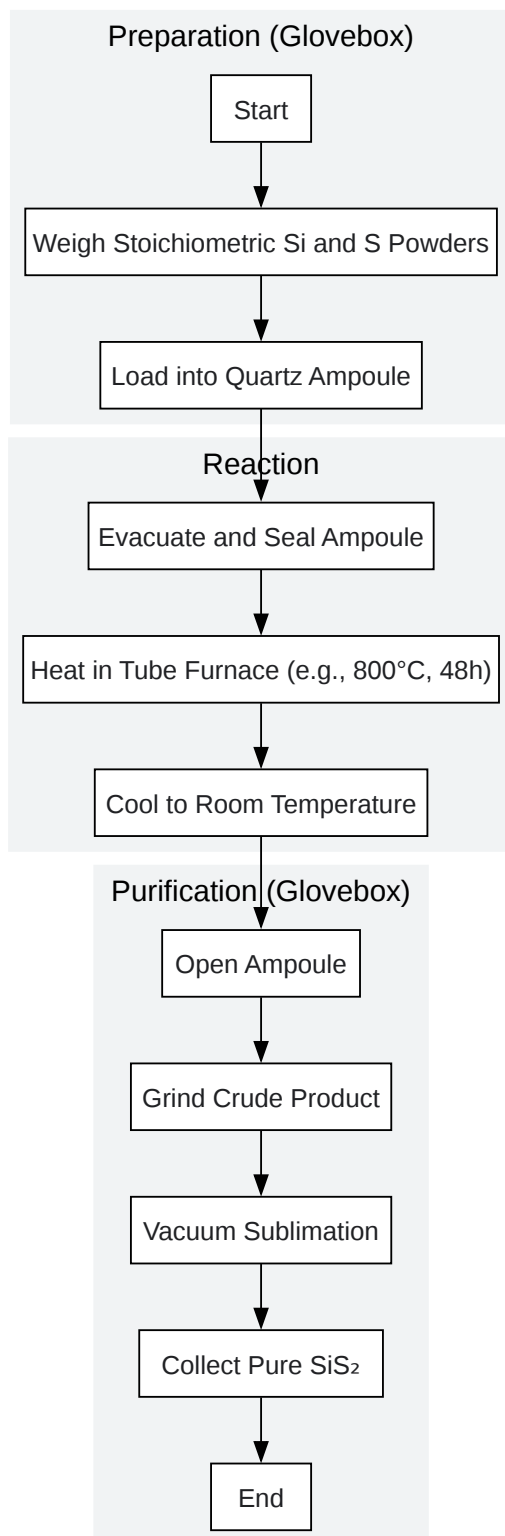 Preparation (Glovebox)
Start
Weigh Stoichiometric Si and S Powders
Load into Quartz Ampoule
Reaction
Evacuate and Seal Ampoule
Heat in Tube Furnace (e.g., 800°C, 48h)
Cool to Room Temperature
Purification (Glovebox)
Open Ampoule
Grind Crude Product
Vacuum Sublimation
Collect Pure SiS₂
End